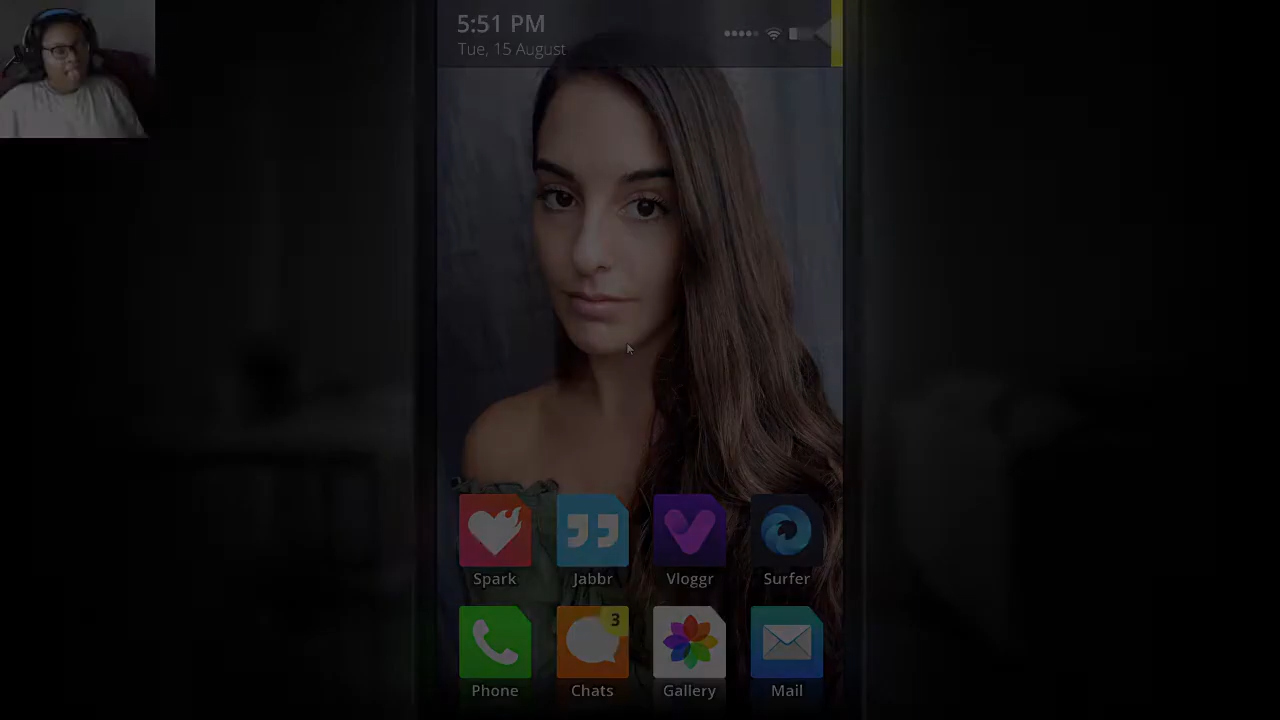 5:51 PM
Tue, 15 August
Spark
Jabbr
Vloggr
Surfer
3
Phone
Chats
Gallery
Mail